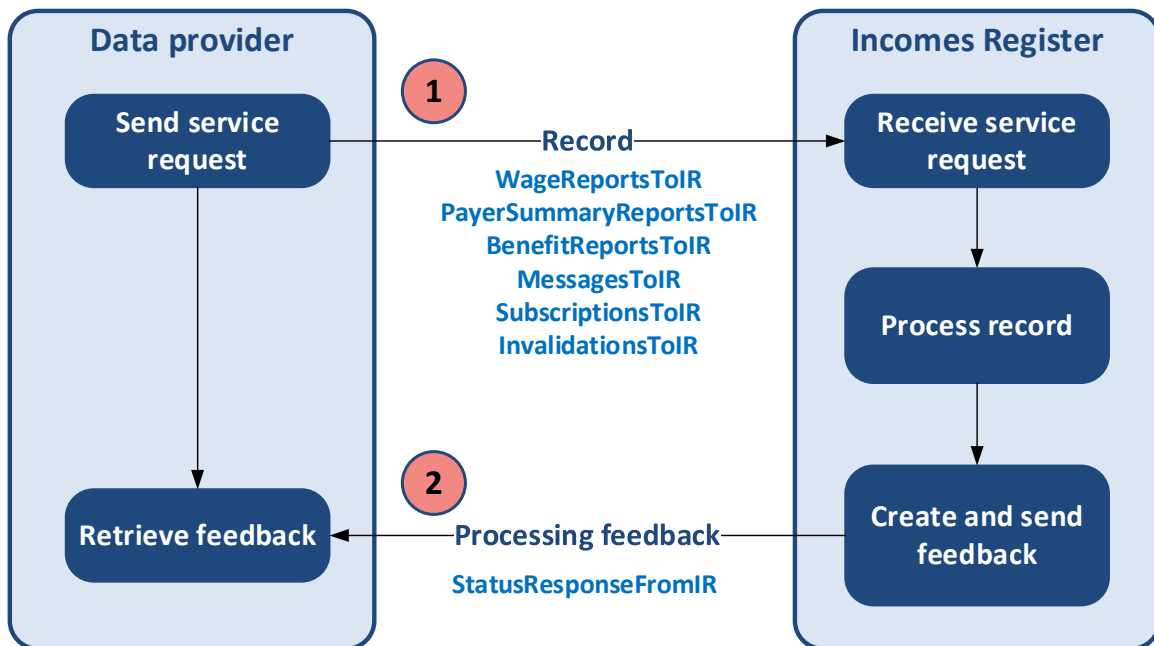 Data provider
Incomes Register
1
Send service
request
Record
Receive service
request
WageReportsToIR
PayerSummaryReportsToIR
BenefitReportsToIR
MessagesToIR
SubscriptionsToIR
InvalidationsToIR
Process record
2
Retrieve feedback
Processing feedback
Create and send
feedback
StatusResponseFromIR